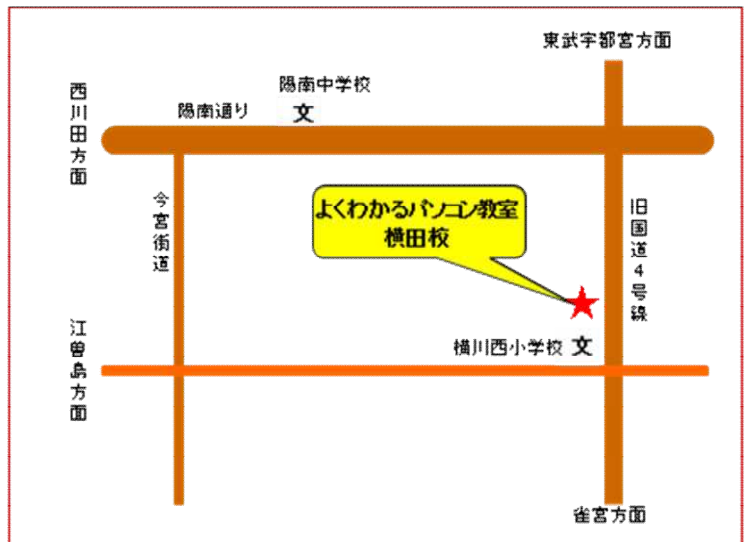 東武宇都宮方面
陽南中学校
文
陽南通り
西川田方面
今宮街道
よくわかるパソコン教室
横田校
旧国道4号線
横川西小学校 文
江曽島方面
雀宮方面